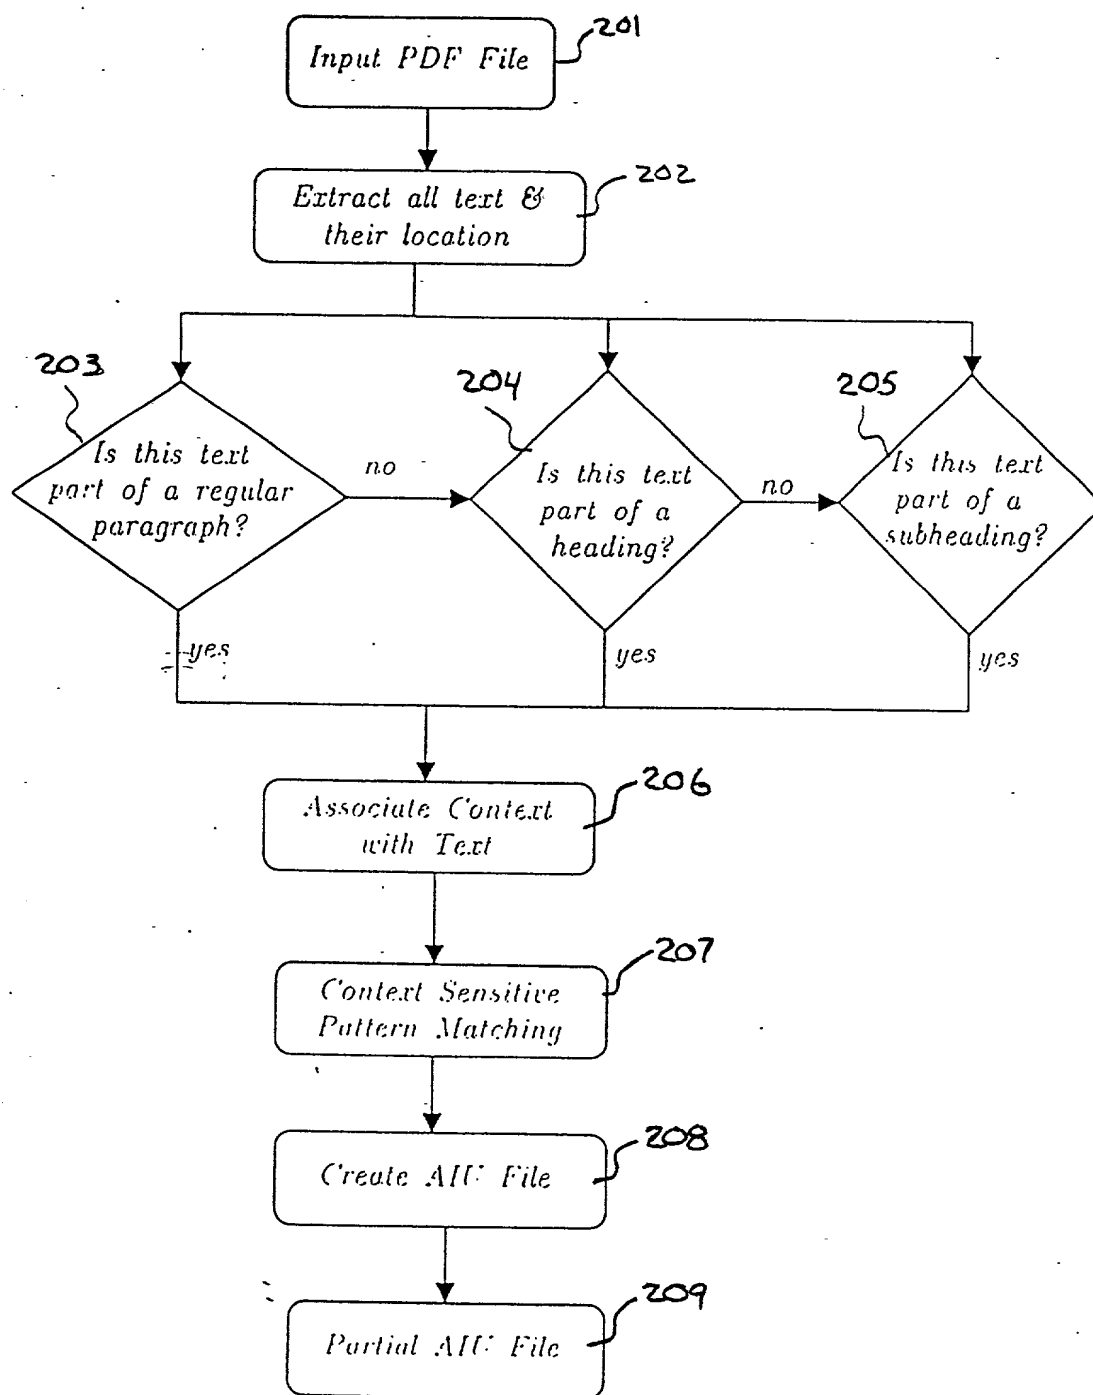 Input PDF File
201
Extract all text &
their location
202
203
204
205
Is this text
part of a regular
paragraph?
no
Is this text
part of a
heading?
no
Is this text
part of a
subheading?
yes
yes
yes
Associate Context
with Text
206
Context Sensitive
Pattern Matching
207
Create AIU File
208
Partial AIU File
209